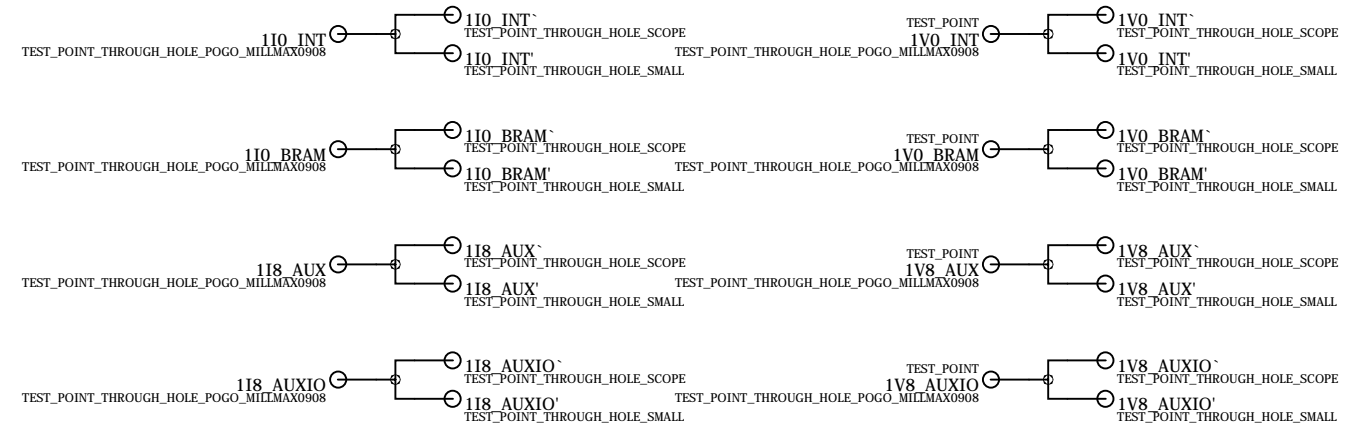 1I0_INT`
TEST_POINT_THROUGH_HOLE_SCOPE
1I0_INT
TEST_POINT_THROUGH_HOLE_POGO_MILLMAX0908
1I0_INT'
TEST_POINT_THROUGH_HOLE_SMALL
TEST_POINT
1V0_INT`
TEST_POINT_THROUGH_HOLE_SCOPE
1V0_INT
TEST_POINT_THROUGH_HOLE_POGO_MILLMAX0908
1V0_INT'
TEST_POINT_THROUGH_HOLE_SMALL
1I0_BRAM`
TEST_POINT_THROUGH_HOLE_SCOPE
1I0_BRAM
TEST_POINT_THROUGH_HOLE_POGO_MILLMAX0908
1I0_BRAM'
TEST_POINT_THROUGH_HOLE_SMALL
TEST_POINT
1V0_BRAM`
TEST_POINT_THROUGH_HOLE_SCOPE
1V0_BRAM
TEST_POINT_THROUGH_HOLE_POGO_MILLMAX0908
1V0_BRAM'
TEST_POINT_THROUGH_HOLE_SMALL
1I8_AUX`
TEST_POINT_THROUGH_HOLE_SCOPE
1I8_AUX
TEST_POINT_THROUGH_HOLE_POGO_MILLMAX0908
1I8_AUX'
TEST_POINT_THROUGH_HOLE_SMALL
TEST_POINT
1V8_AUX`
TEST_POINT_THROUGH_HOLE_SCOPE
1V8_AUX
TEST_POINT_THROUGH_HOLE_POGO_MILLMAX0908
1V8_AUX'
TEST_POINT_THROUGH_HOLE_SMALL
1I8_AUXIO`
TEST_POINT_THROUGH_HOLE_SCOPE
1I8_AUXIO
TEST_POINT_THROUGH_HOLE_POGO_MILLMAX0908
1I8_AUXIO'
TEST_POINT_THROUGH_HOLE_SMALL
TEST_POINT
1V8_AUXIO`
TEST_POINT_THROUGH_HOLE_SCOPE
1V8_AUXIO
TEST_POINT_THROUGH_HOLE_POGO_MILLMAX0908
1V8_AUXIO'
TEST_POINT_THROUGH_HOLE_SMALL